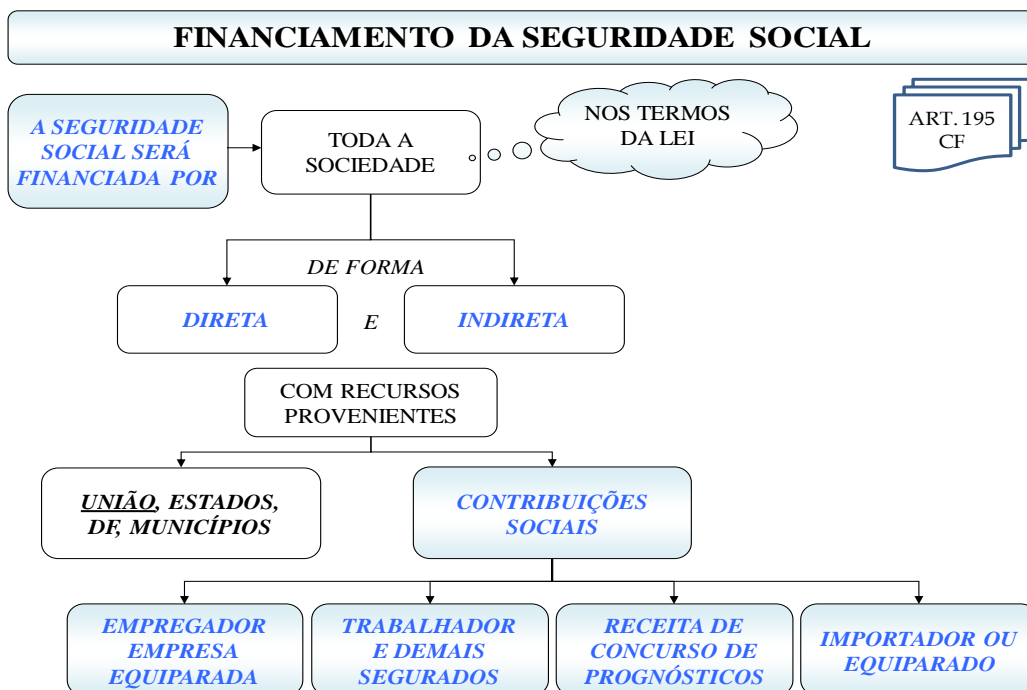 FINANCIAMENTO DA SEGURIDADE SOCIAL
A SEGURIDADE
SOCIAL SERÁ
FINANCIADA POR
TODA A
SOCIEDADE
NOS TERMOS
DA LEI
ART. 195
CF
DE FORMA
DIRETA
E
INDIRETA
COM RECURSOS
PROVENIENTES
UNIÃO, ESTADOS,
DF, MUNICÍPIOS
CONTRIBUIÇÕES
SOCIAIS
EMPREGADOR
EMPRESA
EQUIPARADA
TRABALHADOR
E DEMAIS
SEGURADOS
RECEITA DE
CONCURSO DE
PROGNÓSTICOS
IMPORTADOR OU
EQUIPARADO